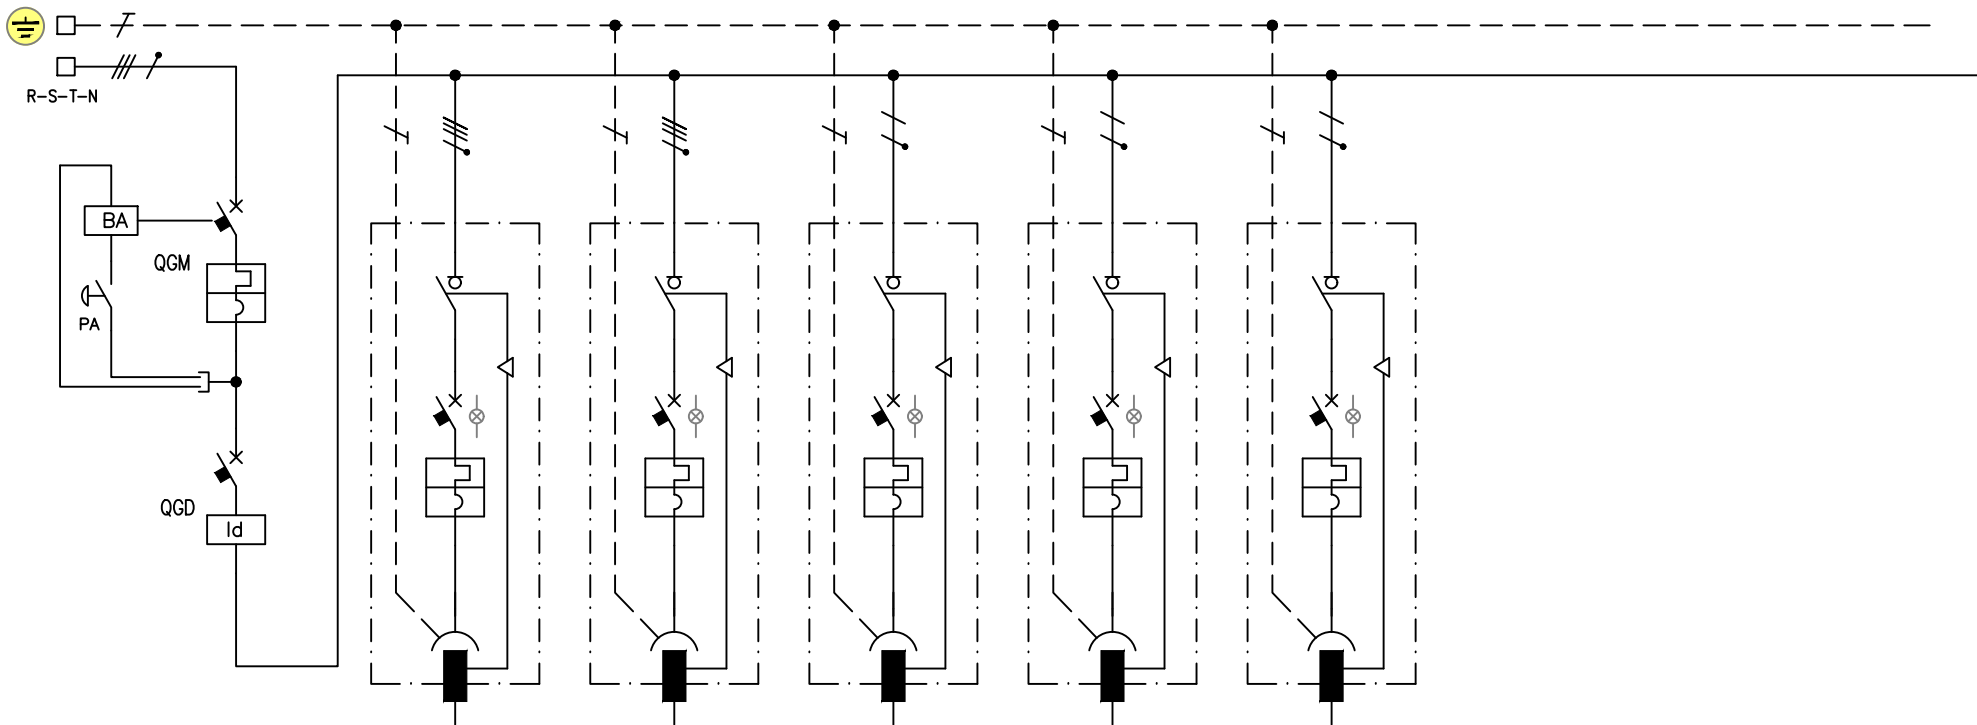 R-S-T-N
BA
QGM
PA
QGD
Id